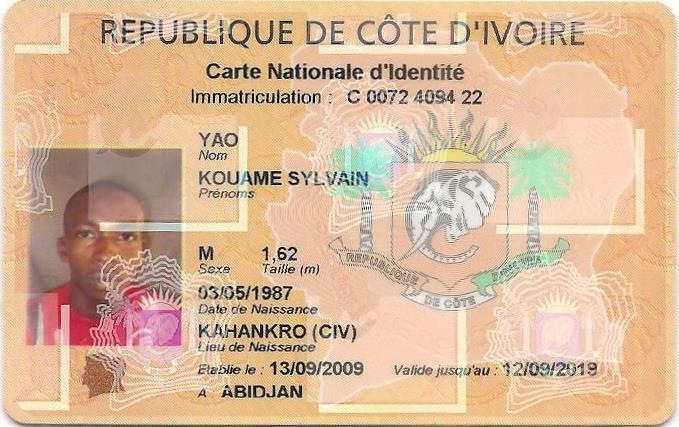 REPUBLIQUE DE CÔTE D'IVOIRE
Carte Nationale d'Identité
Immatriculation : C 0072 4094 22
YAO
Nom
KOUAME SYLVAIN
Prénoms
M 1,62
Sexe Taille (m)
03/05/1987
Date de Naissance
KAHANKRO (CIV)
Lieu de Naissance
Etablie le : 13/09/2009 Valide jusqu'au : 12/09/2019
A ABIDJAN
REPUBLIQUE
DE CÔTE